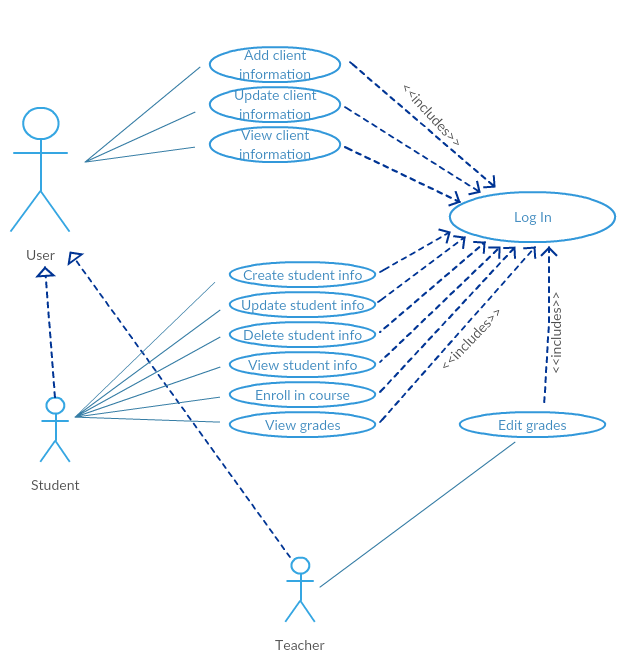 Add client
information
Update client
information
View client
information
<<includes>>
Log In
User
Create student info
Update student info
Delete student info
View student info
Enroll in course
View grades
<<includes>>
<<includes>>
Edit grades
Student
Teacher